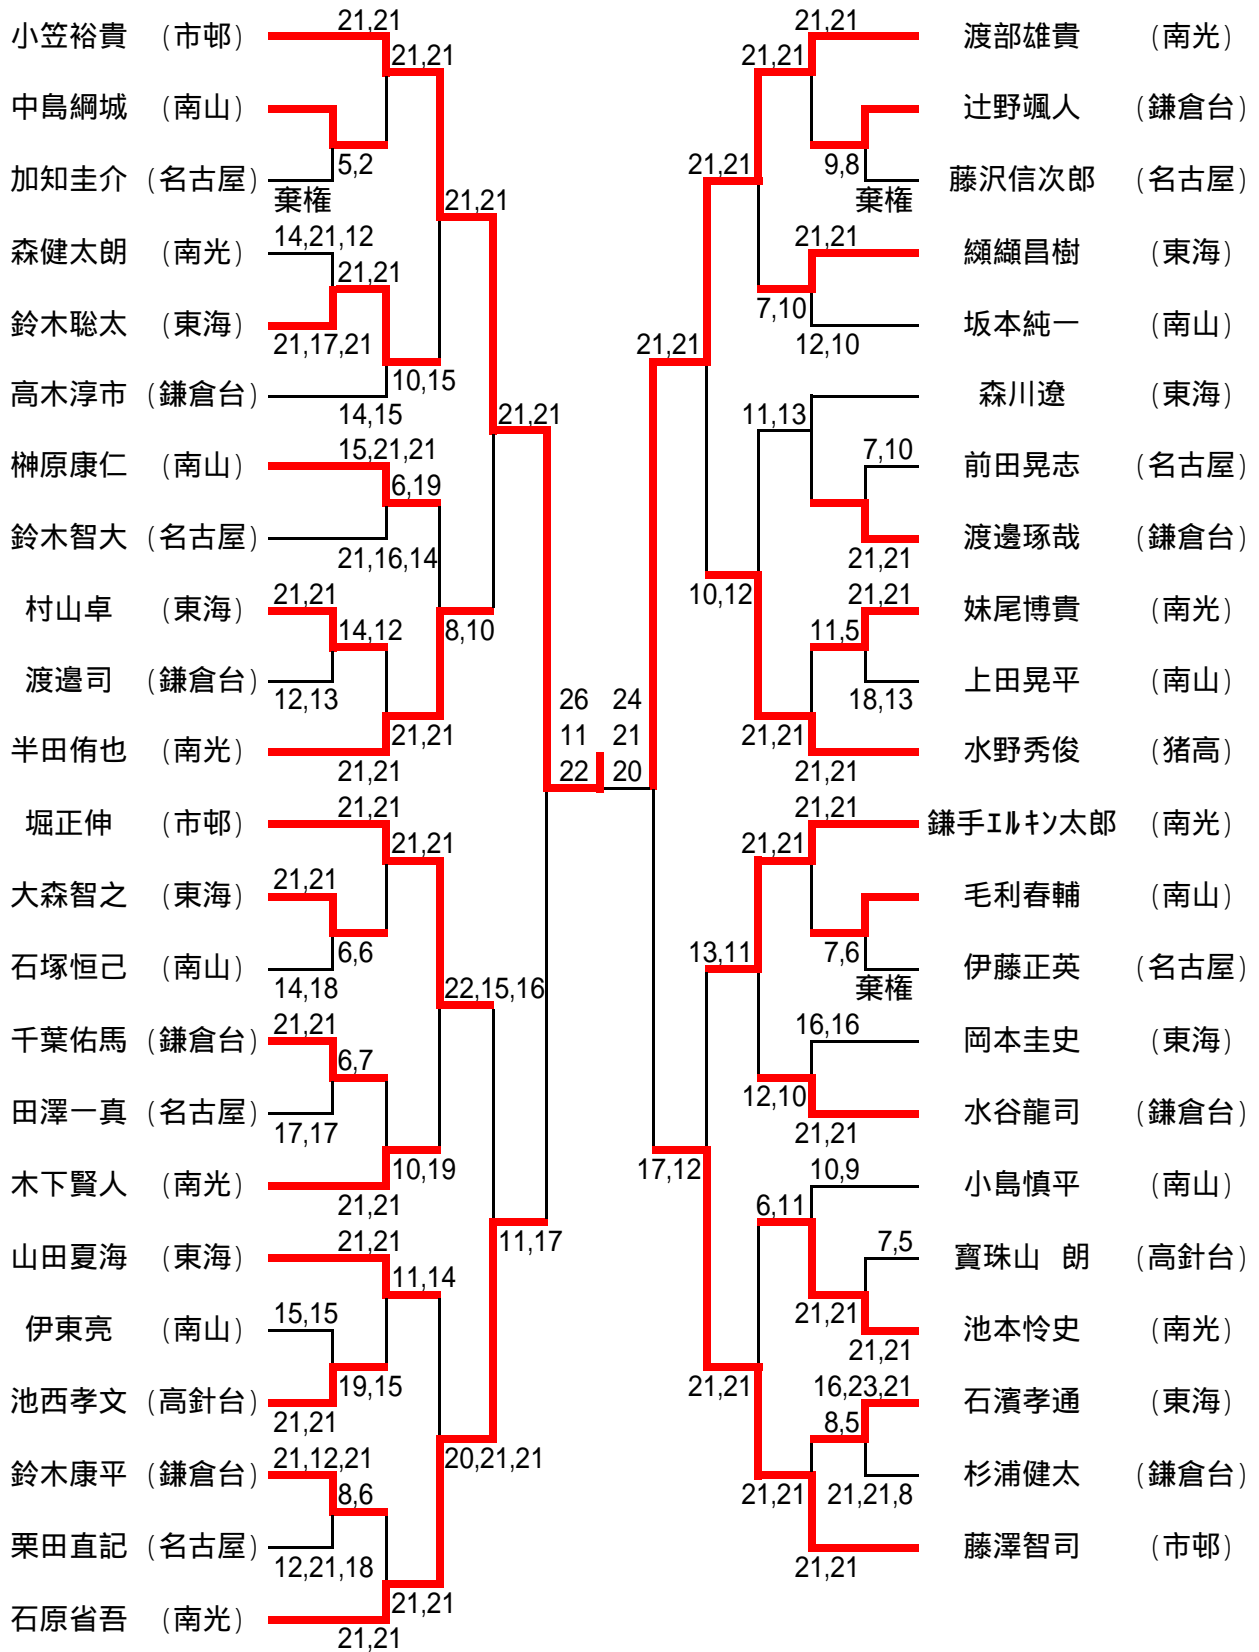 小笠裕貴 (市邨)
21,21
21,21
中島綱城 (南山)
加知圭介 (名古屋)
5,2
棄権
21,21
森健太朗 (南光)
14,21,12
21,21
鈴木聡太 (東海)
21,17,21
高木淳市 (鎌倉台)
10,15
14,15
21,21
榊原康仁 (南山)
15,21,21
6,19
鈴木智大 (名古屋)
21,16,14
村山卓 (東海)
21,21
14,12
8,10
渡邉司 (鎌倉台)
12,13
半田侑也 (南光)
21,21
21,21
26 24
11 21
22 20
堀正伸 (市邨)
21,21
21,21
大森智之 (東海)
21,21
石塚恒己 (南山)
6,6
14,18
22,15,16
千葉佑馬 (鎌倉台)
21,21
6,7
田澤一真 (名古屋)
17,17
木下賢人 (南光)
10,19
21,21
山田夏海 (東海)
21,21
11,14
11,17
伊東亮 (南山)
15,15
池西孝文 (高針台)
19,15
21,21
鈴木康平 (鎌倉台)
21,12,21
8,6
20,21,21
栗田直記 (名古屋)
12,21,18
石原省吾 (南光)
21,21
21,21
21,21
渡部雄貴 (南光)
21,21
辻野颯人 (鎌倉台)
21,21
9,8
藤沢信次郎 (名古屋)
棄権
21,21
纐纈昌樹 (東海)
7,10
坂本純一 (南山)
12,10
21,21
森川遼 (東海)
11,13
7,10
前田晃志 (名古屋)
渡邊琢哉 (鎌倉台)
21,21
10,12
21,21
妹尾博貴 (南光)
11,5
上田晃平 (南山)
18,13
21,21
水野秀俊 (猪高)
21,21
21,21
鎌手エルキン太郎 (南光)
21,21
毛利春輔 (南山)
13,11
7,6
伊藤正英 (名古屋)
棄権
16,16
岡本圭史 (東海)
12,10
水谷龍司 (鎌倉台)
21,21
17,12
10,9
小島慎平 (南山)
6,11
7,5
寳珠山 朗 (高針台)
21,21
池本怜史 (南光)
21,21
21,21
16,23,21
石濱孝通 (東海)
8,5
杉浦健太 (鎌倉台)
21,21
21,21,8
藤澤智司 (市邨)
21,21